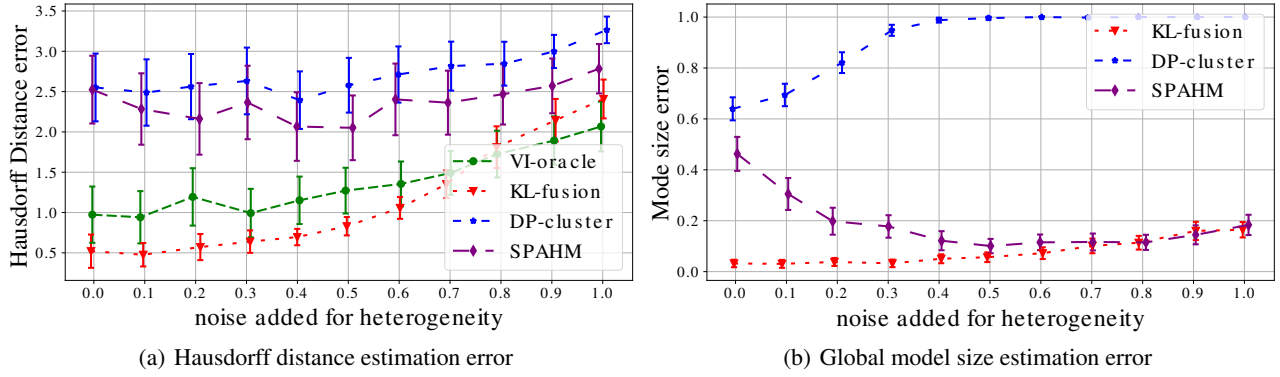 Hausdorff Distance error
3.5
3.0
2.5
2.0
1.5
1.0
0.5
VI-oracle
KL-fusion
DP-cluster
SPAHM
0.0 0.1 0.2 0.3 0.4 0.5 0.6 0.7 0.8 0.9 1.0
noise added for heterogeneity
(a) Hausdorff distance estimation error
Mode size error
1.0
0.8
0.6
0.4
0.2
0.0
KL-fusion
DP-cluster
SPAHM
0.0 0.1 0.2 0.3 0.4 0.5 0.6 0.7 0.8 0.9 1.0
noise added for heterogeneity
(b) Global model size estimation error